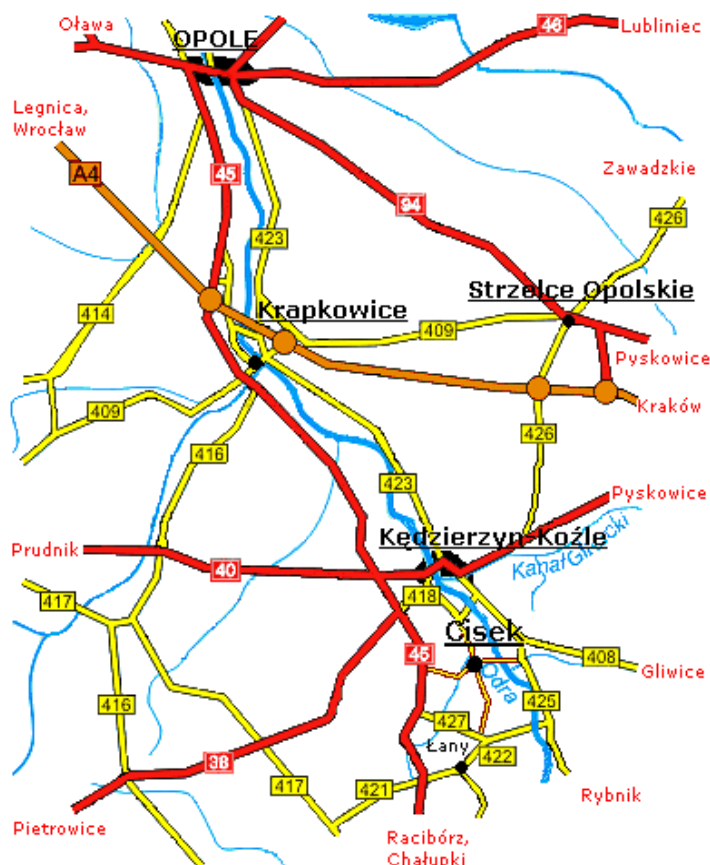 Oława
OPOLE
46
Lubliniec
Legnica,
Wrocław
A4
45
94
Zawadzkie
426
423
414
Krapkowice
Strzelce Opolskie
409
Pyskowice
Kraków
409
416
426
423
Pyskowice
Kędzierzyn-Koźle
Kanał Gliwicki
Prudnik
40
417
418
Cisek
45
408
Gliwice
Odra
416
425
427
Łany
422
38
417
421
Rybnik
Pietrowice
Racibórz,
Chałupki